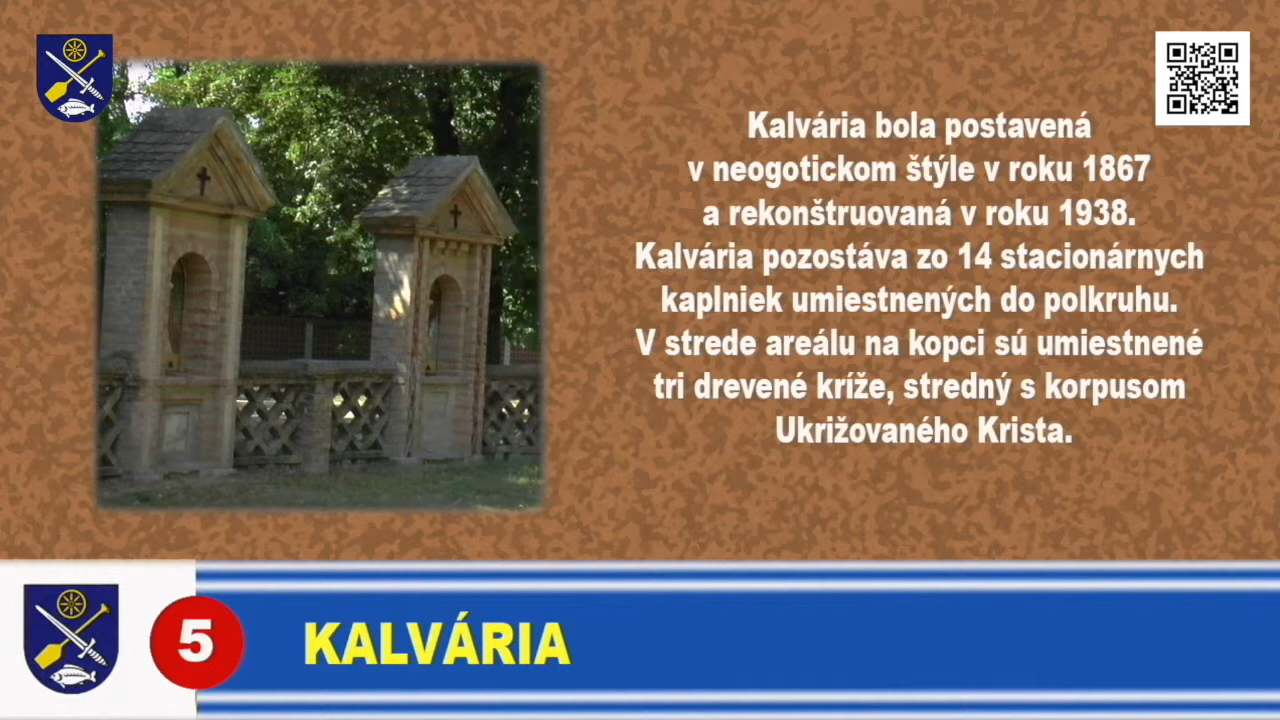 Kalvária bola postavená
v neogotickom štýle v roku 1867
a rekonštruovaná v roku 1938.
Kalvária pozostáva zo 14 stacionárnych
kaplniek umiestnených do polkruhu.
V strede areálu na kopci sú umiestnené
tri drevené kríže, stredný s korpusom
Ukrižovaného Krista.
5
KALVÁRIA